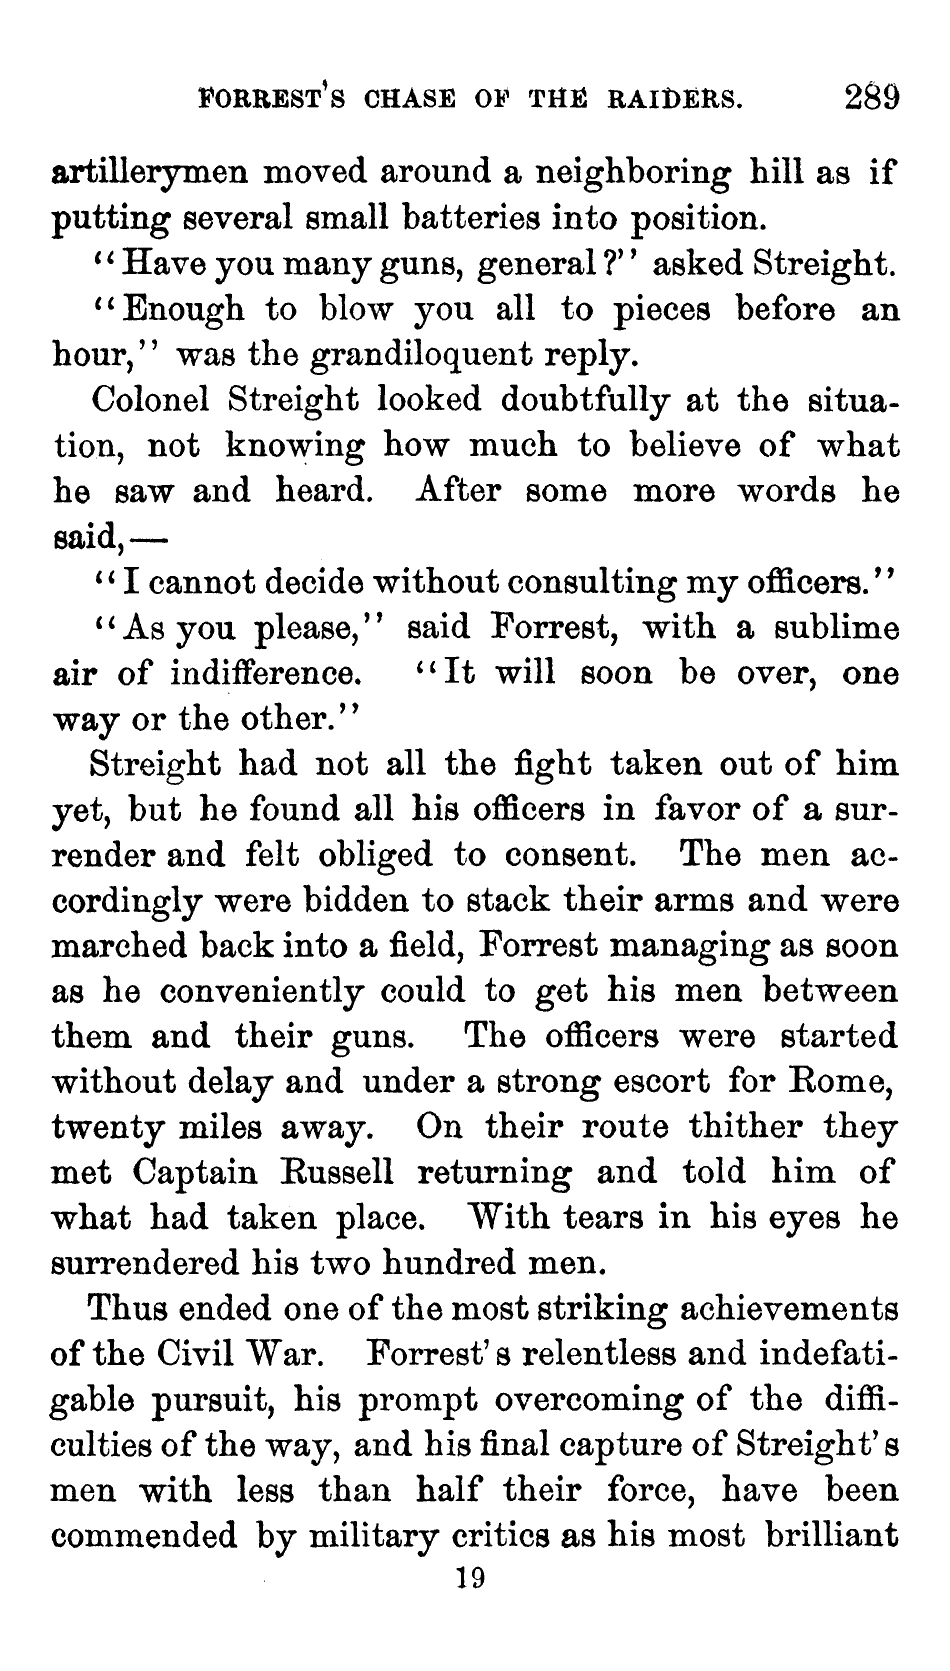 FORREST'S CHASE OF THE RAIDERS. 289
artillerymen moved around a neighboring hill as if
putting several small batteries into position.
"Have you many guns, general?" asked Streight.
"Enough to blow you all to pieces before an
hour," was the grandiloquent reply.
Colonel Streight looked doubtfully at the situa-
tion, not knowing how much to believe of what
he saw and heard. After some more words he
said,—
"I cannot decide without consulting my officers."
"As you please," said Forrest, with a sublime
air of indifference. "It will soon be over, one
way or the other."
Streight had not all the fight taken out of him
yet, but he found all his officers in favor of a sur-
render and felt obliged to consent. The men ac-
cordingly were bidden to stack their arms and were
marched back into a field, Forrest managing as soon
as he conveniently could to get his men between
them and their guns. The officers were started
without delay and under a strong escort for Rome,
twenty miles away. On their route thither they
met Captain Russell returning and told him of
what had taken place. With tears in his eyes he
surrendered his two hundred men.
Thus ended one of the most striking achievements
of the Civil War. Forrest's relentless and indefati-
gable pursuit, his prompt overcoming of the diffi-
culties of the way, and his final capture of Streight's
men with less than half their force, have been
commended by military critics as his most brilliant
19